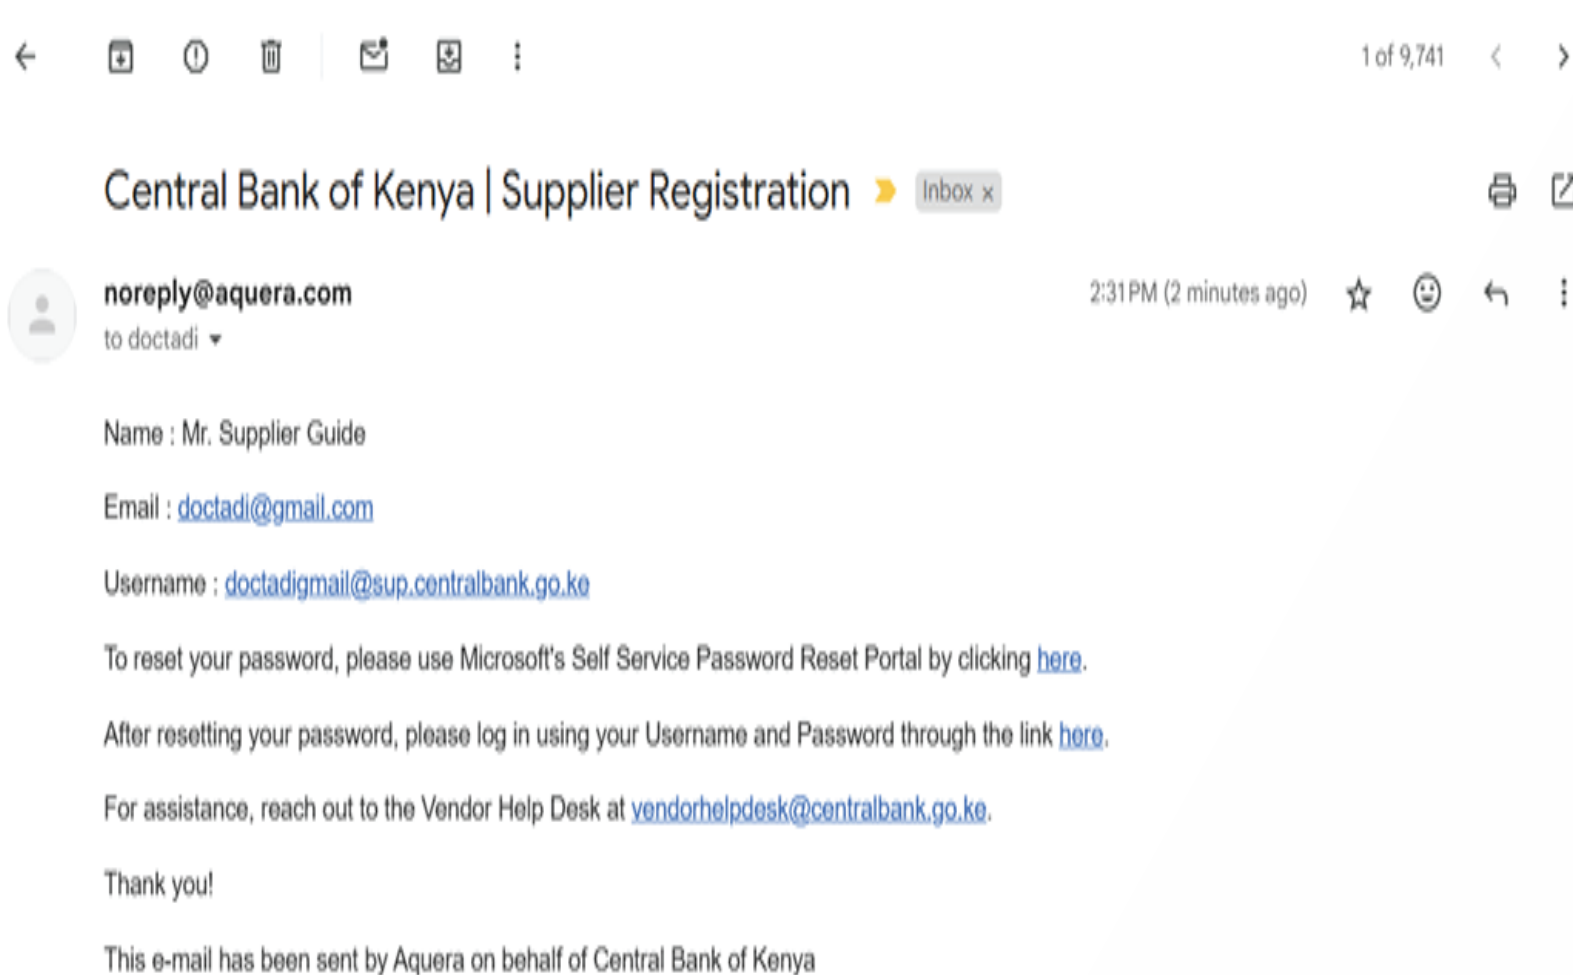 1 of 9,741
Central Bank of Kenya | Supplier Registration Inbox x
noreply@aquera.com 2:31 PM (2 minutes ago)
to doctadi
Name : Mr. Supplier Guide
Email : doctadi@gmail.com
Username : doctadigmail@sup.centralbank.go.ke
To reset your password, please use Microsoft's Self Service Password Reset Portal by clicking here.
After resetting your password, please log in using your Username and Password through the link here.
For assistance, reach out to the Vendor Help Desk at vendorhelpdesk@centralbank.go.ke.
Thank you!
This e-mail has been sent by Aquera on behalf of Central Bank of Kenya